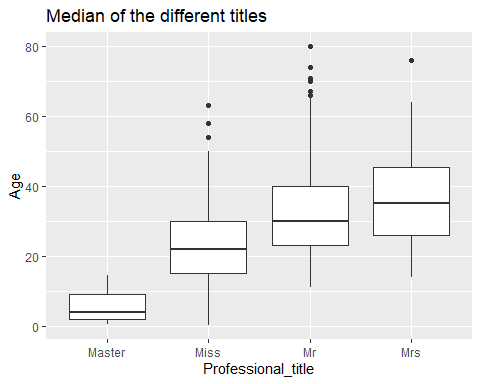 Median of the different titles
80
60
40
20
0
Age
Master Miss Mr Mrs
Professional_title